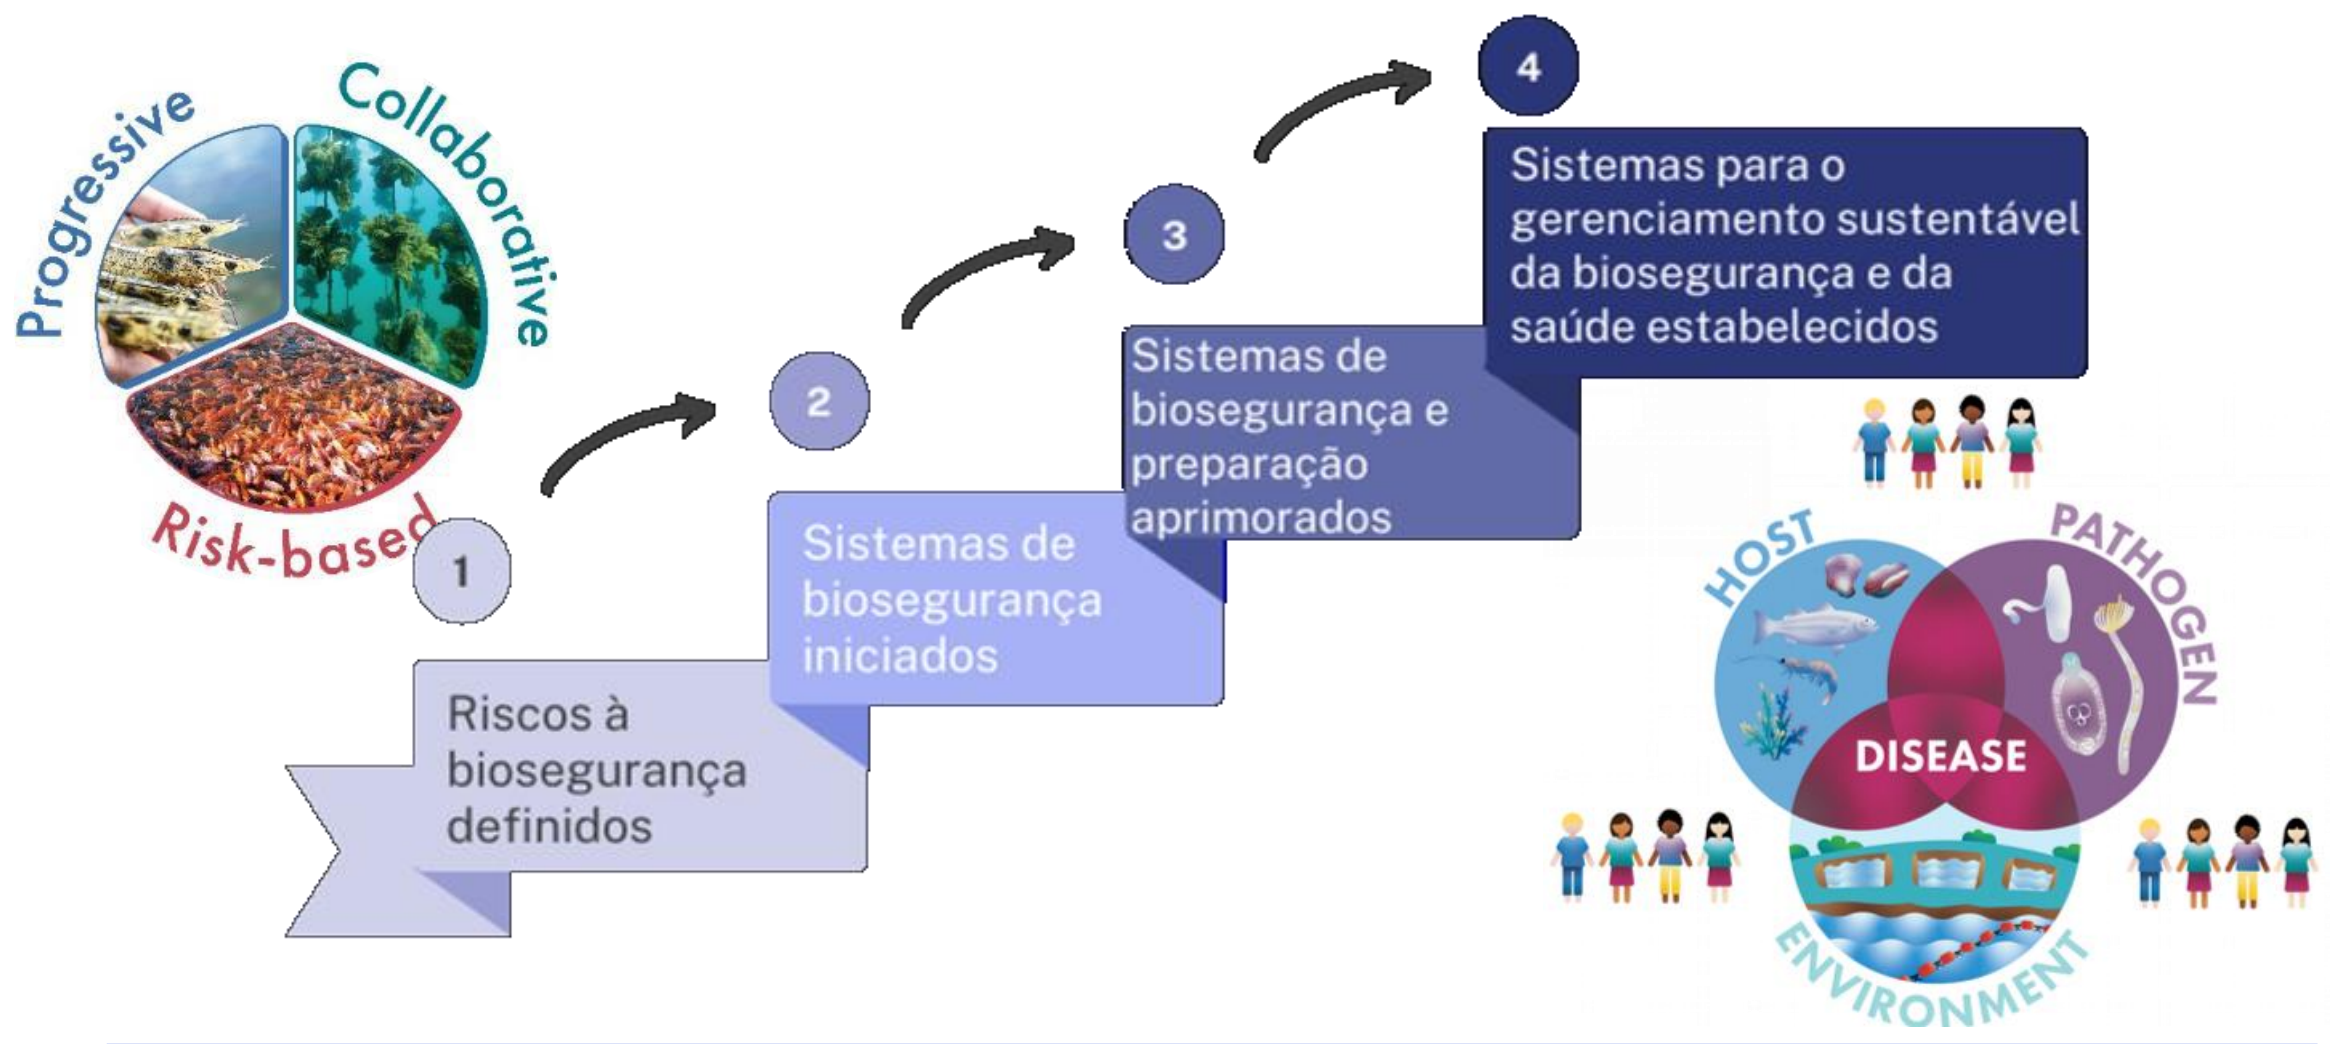 Progressive
Collaborative
Risk-based
1
Riscos à
biosegurança
definidos
2
Sistemas de
biosegurança
iniciados
3
Sistemas de
biosegurança e
preparação
aprimorados
4
Sistemas para o
gerenciamento sustentável
da biosegurança e da
saúde estabelecidos
HOST
PATHOGEN
DISEASE
ENVIRONMENT